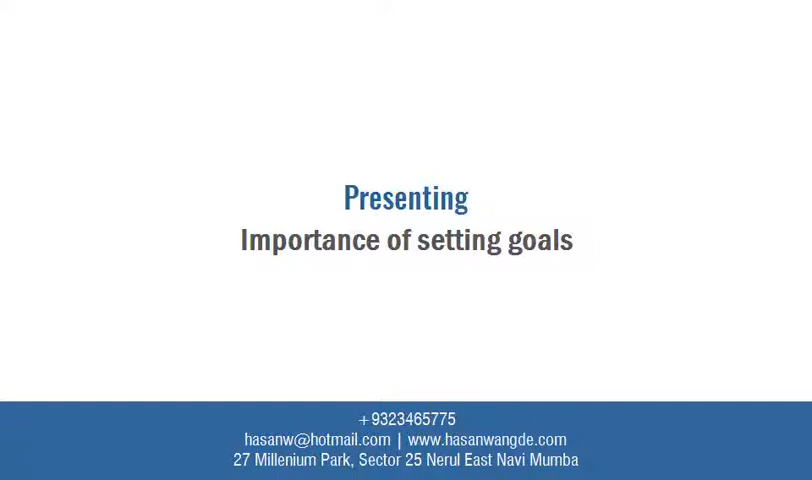 Presenting
Importance of setting goals
+9323465775
hasanw@hotmail.com | www.hasanwangde.com
27 Millenium Park, Sector 25 Nerul East Navi Mumba